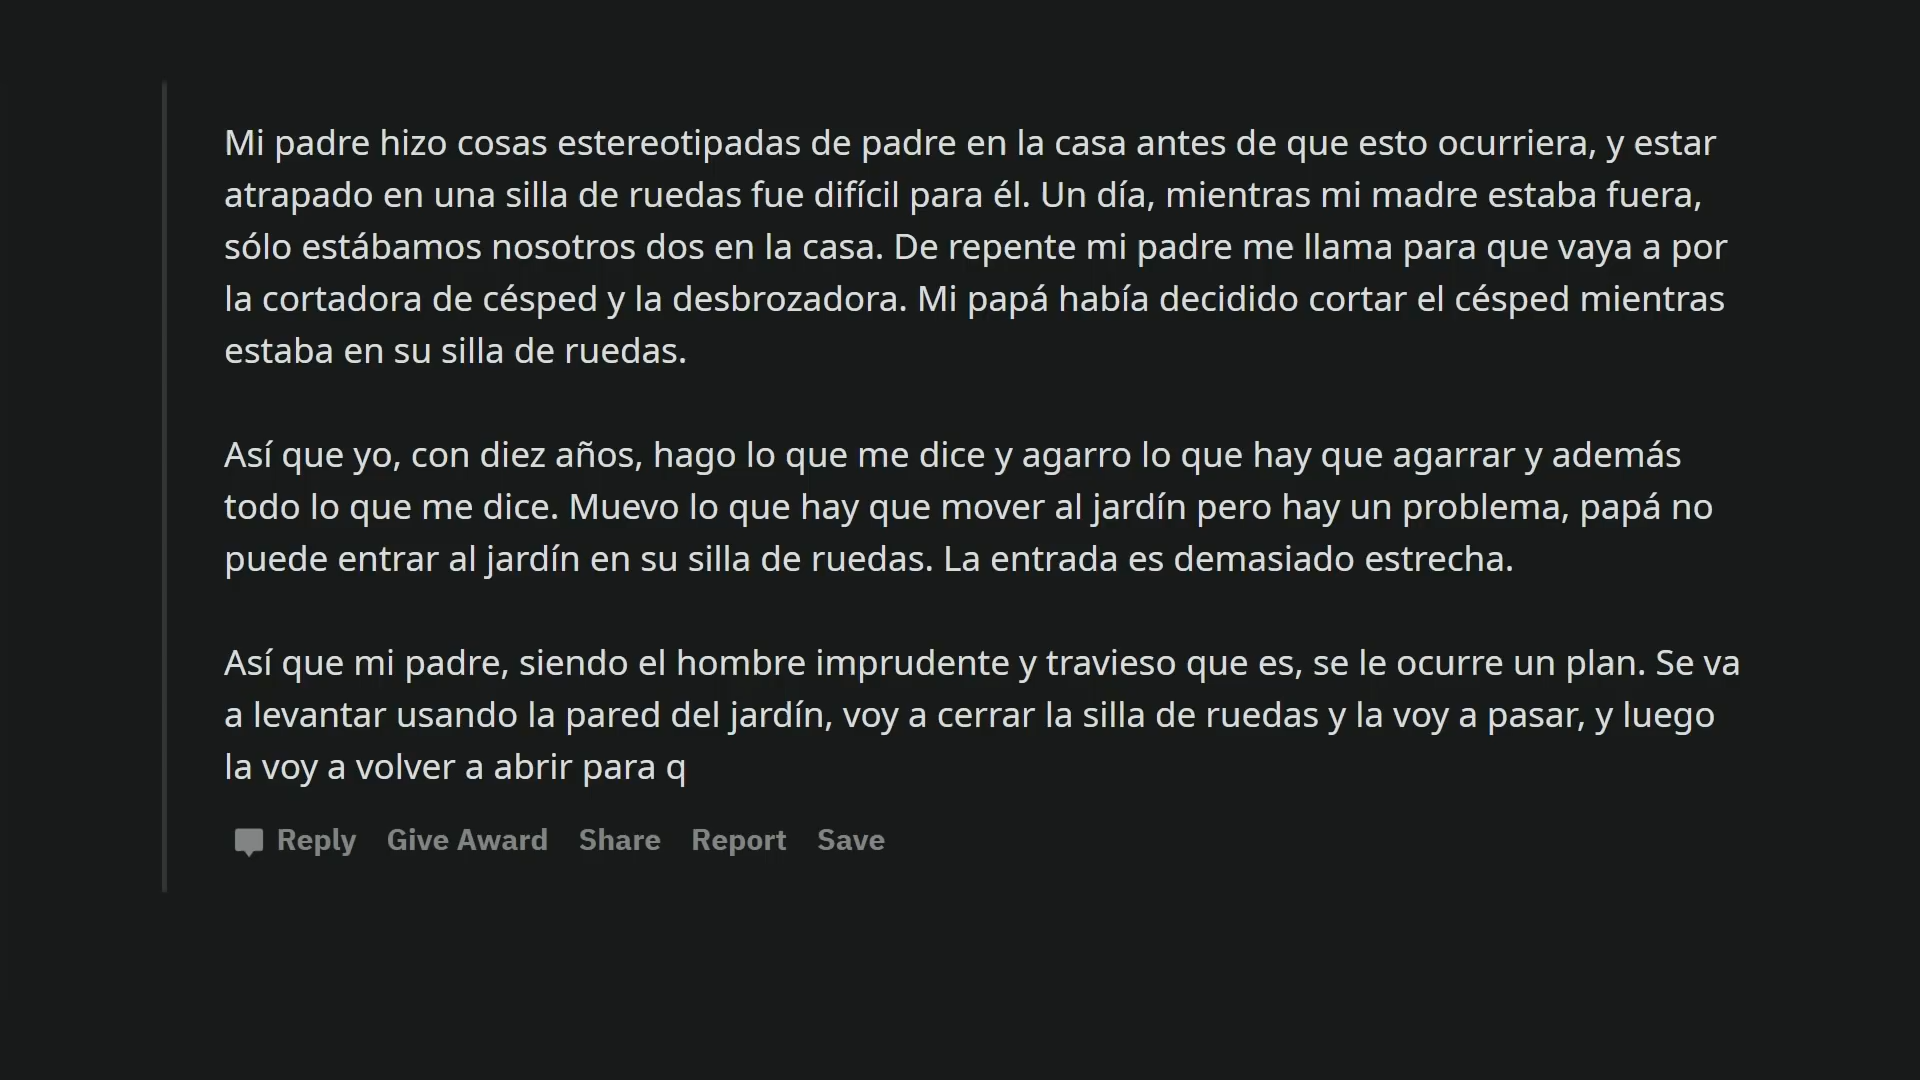 Mi padre hizo cosas estereotipadas de padre en la casa antes de que esto ocurriera, y estar
atrapado en una silla de ruedas fue difícil para él. Un día, mientras mi madre estaba fuera,
sólo estábamos nosotros dos en la casa. De repente mi padre me llama para que vaya a por
la cortadora de césped y la desbrozadora. Mi papá había decidido cortar el césped mientras
estaba en su silla de ruedas.
Así que yo, con diez años, hago lo que me dice y agarro lo que hay que agarrar y además
todo lo que me dice. Muevo lo que hay que mover al jardín pero hay un problema, papá no
puede entrar al jardín en su silla de ruedas. La entrada es demasiado estrecha.
Así que mi padre, siendo el hombre imprudente y travieso que es, se le ocurre un plan. Se va
a levantar usando la pared del jardín, voy a cerrar la silla de ruedas y la voy a pasar, y luego
la voy a volver a abrir para q
Reply Give Award Share Report Save